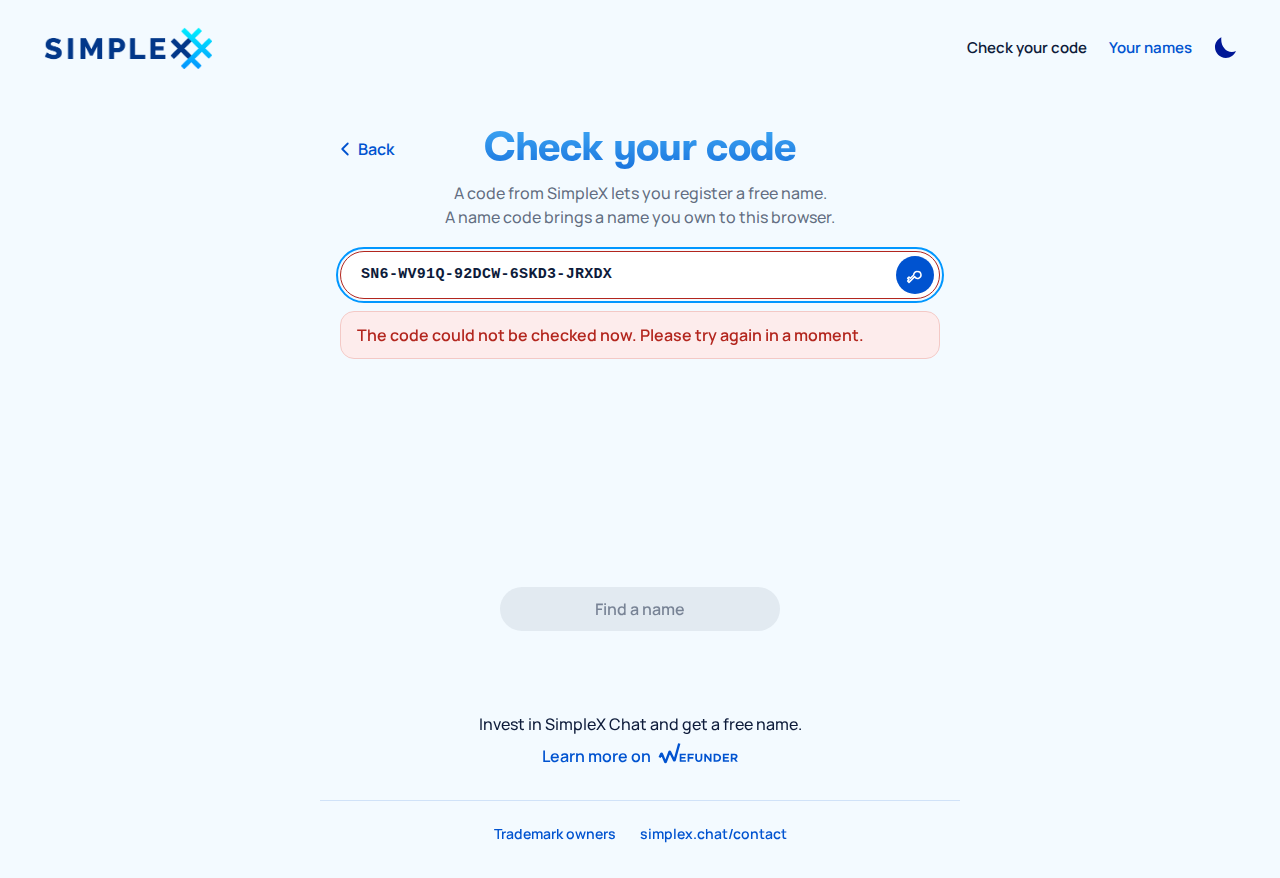 SIMPLEX
Check your code
Your names
Back
Check your code
A code from SimpleX lets you register a free name.
A name code brings a name you own to this browser.
SN6-WV91Q-92DCW-6SKD3-JRXDX
The code could not be checked now. Please try again in a moment.
Find a name
Invest in SimpleX Chat and get a free name.
Learn more on WEFUNDER
Trademark owners
simplex.chat/contact